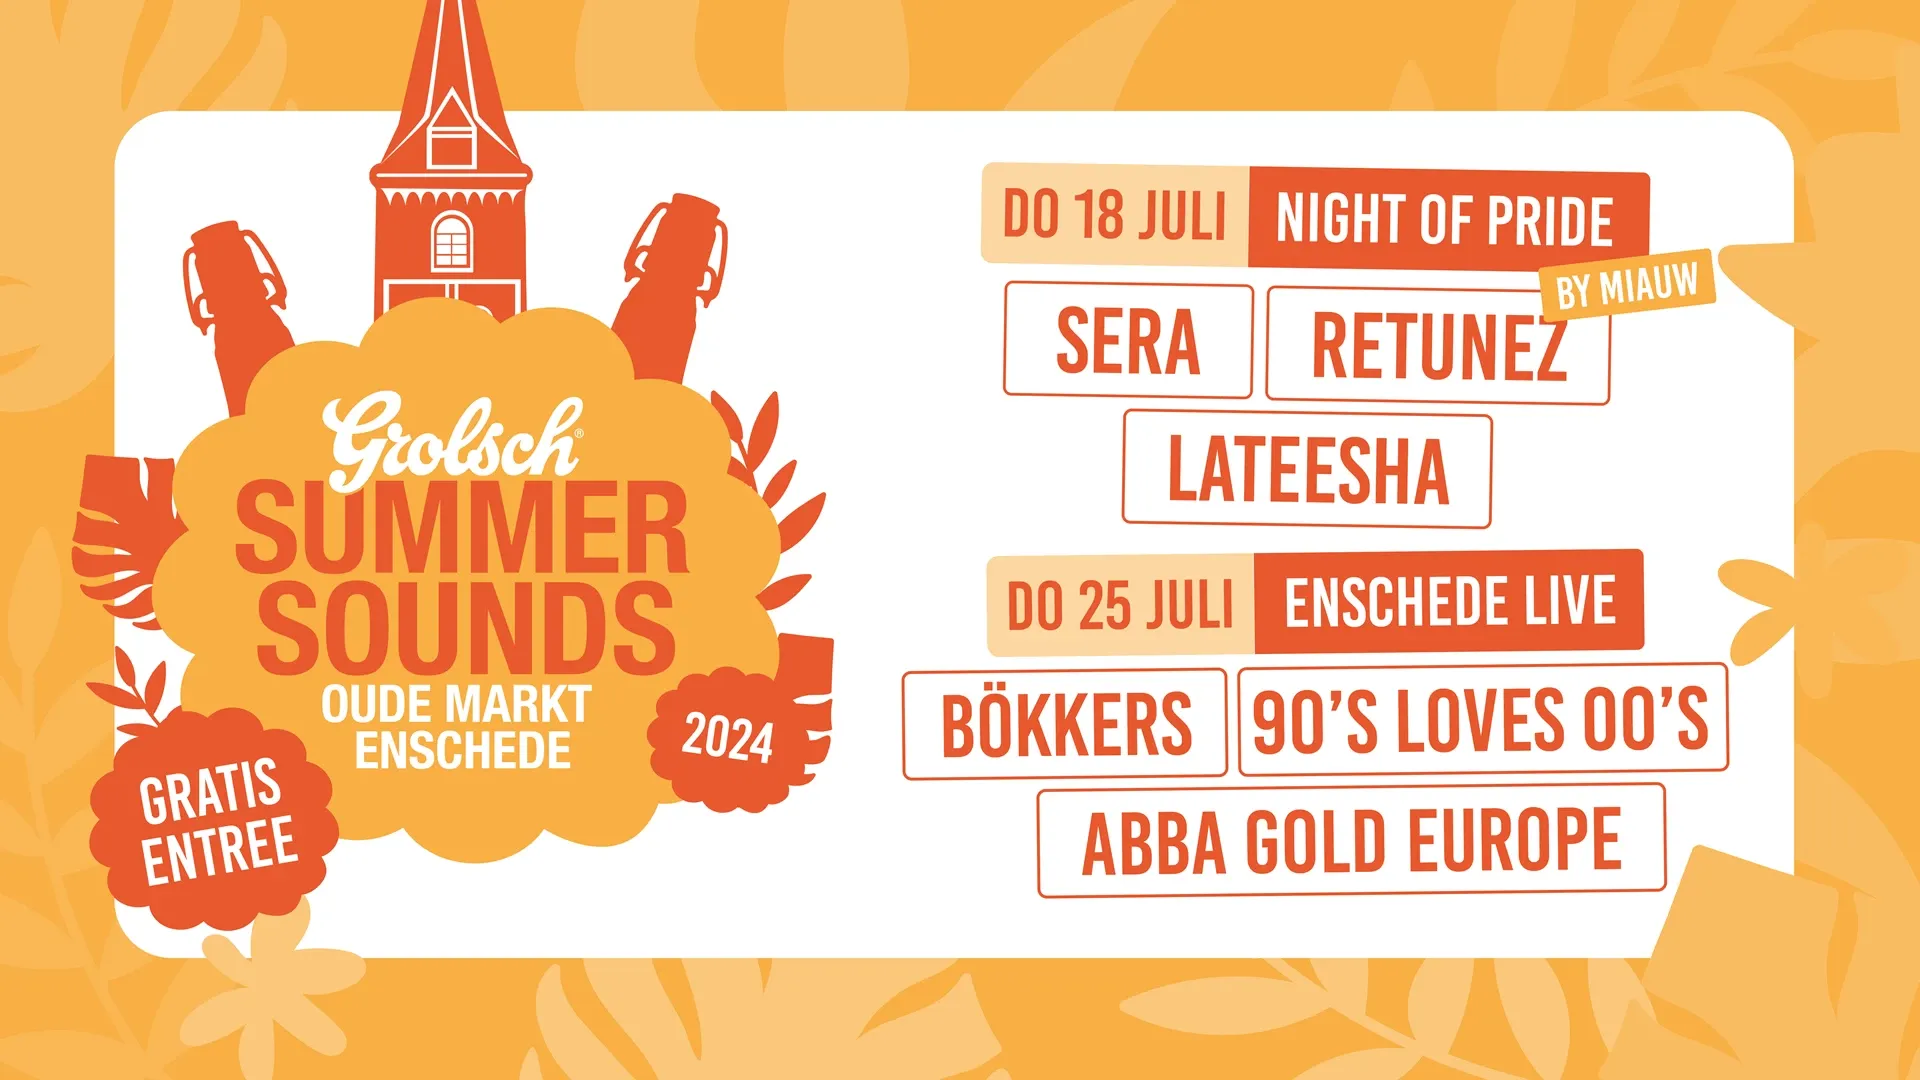 Grolsch®
SUMMER
SOUNDS
OUDE MARKT
ENSCHEDE
2024
GRATIS
ENTREE
DO 18 JULI NIGHT OF PRIDE
BY MIAUW
SERA RETUNEZ
LATEESHA
DO 25 JULI ENSCHEDE LIVE
BÖKKERS 90'S LOVES 00'S
ABBA GOLD EUROPE